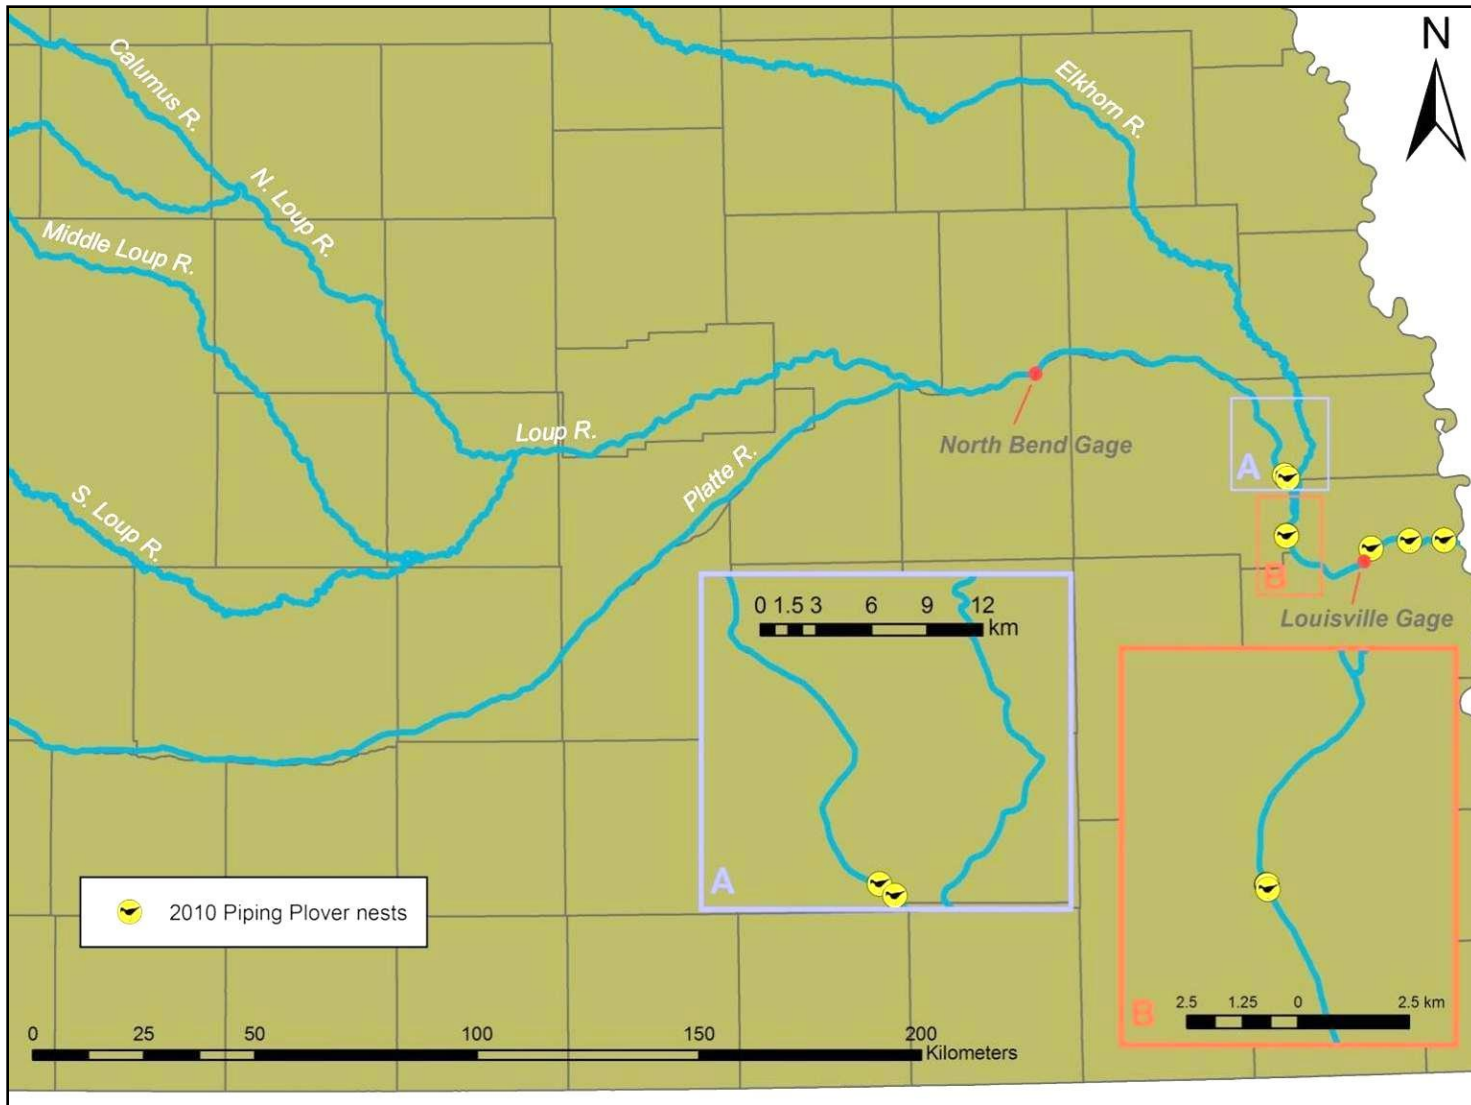 N
Calumus R.
Elkhorn R.
N. Loup R.
Middle Loup R.
Loup R.
North Bend Gage
Platte R.
A
S. Loup R.
B
Louisville Gage
0 1.5 3 6 9 12
km
A
2010 Piping Plover nests
2.5 1.25 0 2.5 km
B
0 25 50 100 150 200
Kilometers